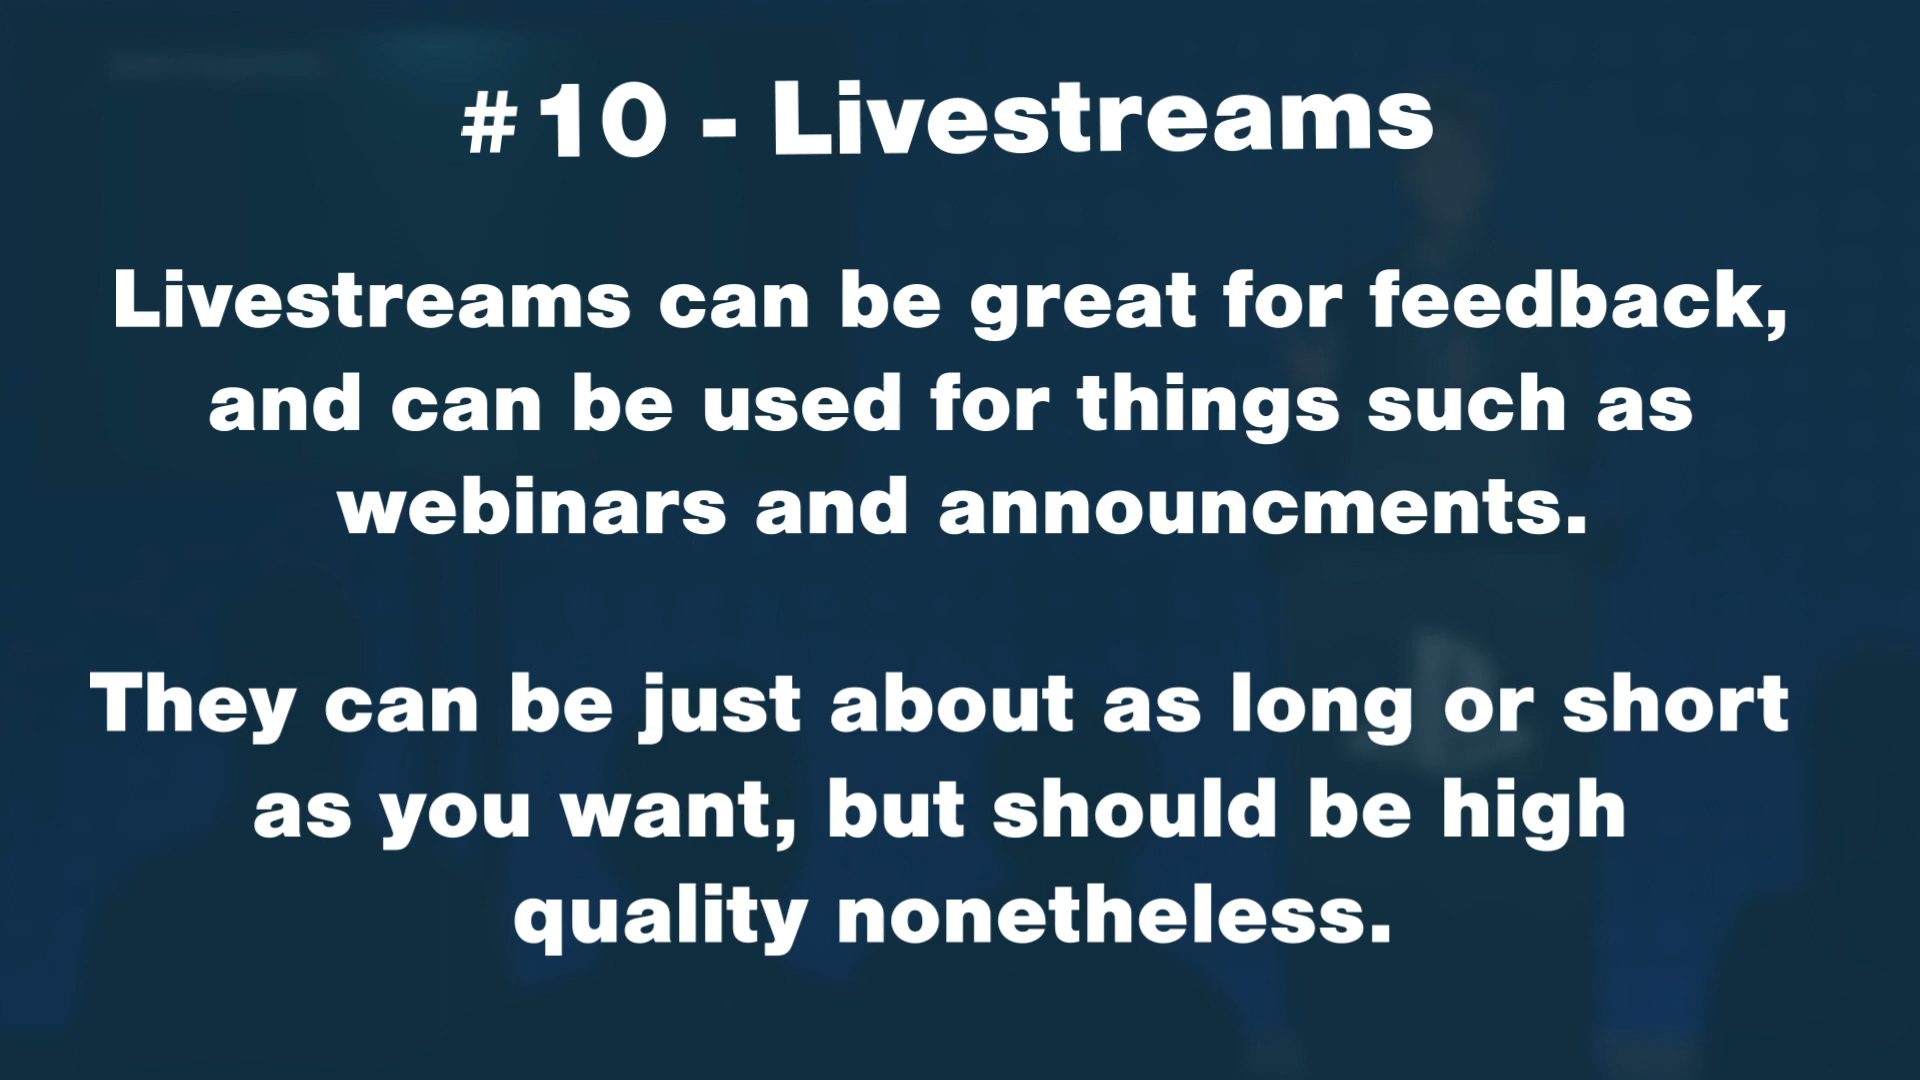 #10 - Livestreams
Livestreams can be great for feedback,
and can be used for things such as
webinars and announcments.
They can be just about as long or short
as you want, but should be high
quality nonetheless.